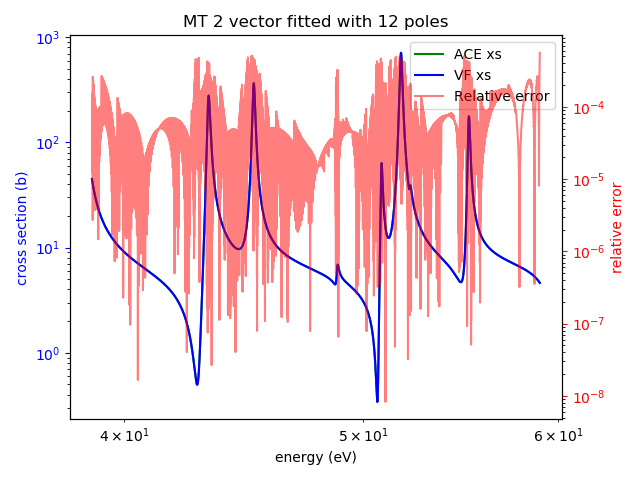 MT 2 vector fitted with 12 poles
ACE xs
VF xs
Relative error
cross section (b)
10³
10²
10¹
10⁰
relative error
10⁻⁴
10⁻⁵
10⁻⁶
10⁻⁷
10⁻⁸
4 × 10¹
5 × 10¹
6 × 10¹
energy (eV)